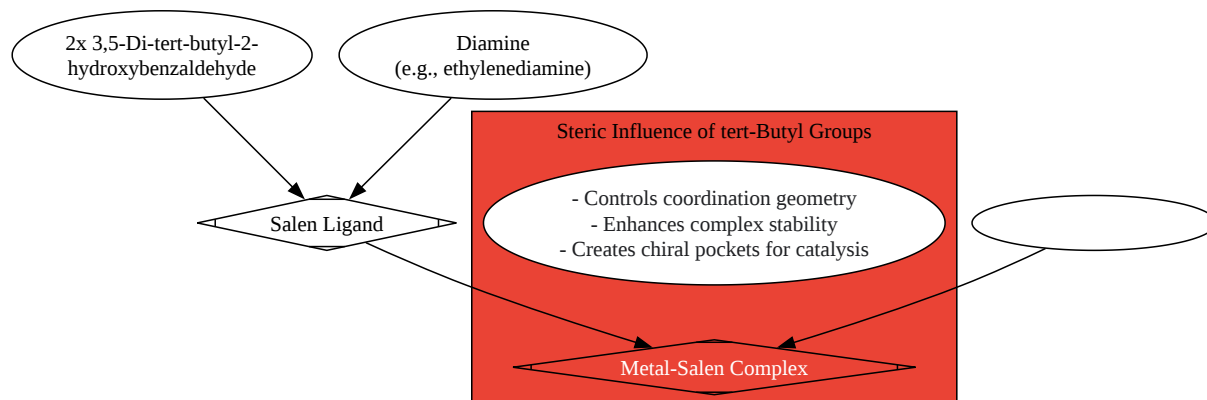 2x 3,5-Di-tert-butyl-2-
hydroxybenzaldehyde
Diamine
(e.g., ethylenediamine)
Steric Influence of tert-Butyl Groups
- Controls coordination geometry
- Enhances complex stability
- Creates chiral pockets for catalysis
Salen Ligand
Metal-Salen Complex